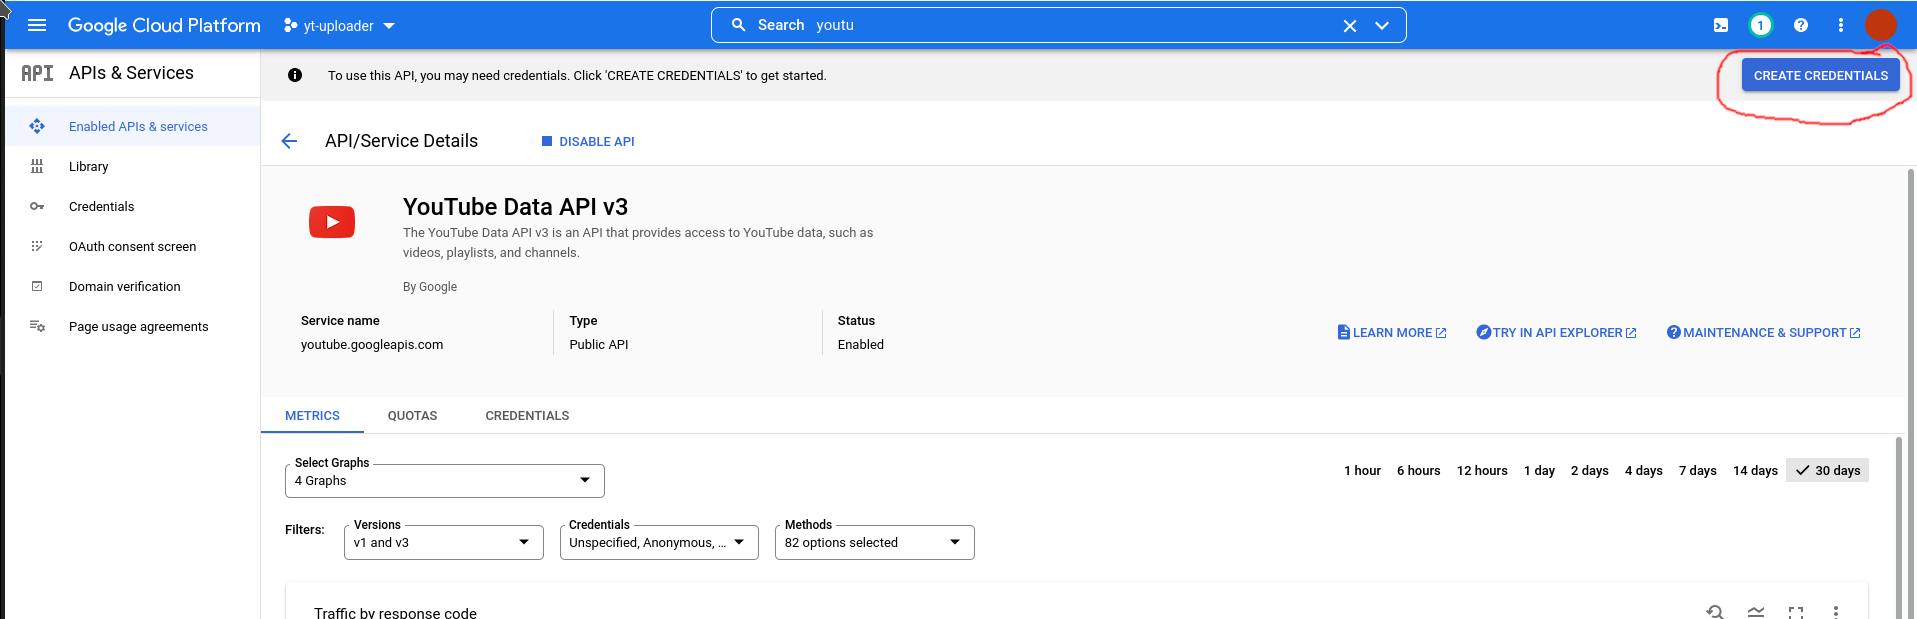 Google Cloud Platform yt-uploader Search youtu 1
API APIs & Services
To use this API, you may need credentials. Click 'CREATE CREDENTIALS' to get started. CREATE CREDENTIALS
Enabled APIs & services
Library
Credentials
OAuth consent screen
Domain verification
Page usage agreements
API/Service Details DISABLE API
YouTube Data API v3
The YouTube Data API v3 is an API that provides access to YouTube data, such as
videos, playlists, and channels.
By Google
Service name Type Status
youtube.googleapis.com Public API Enabled
LEARN MORE TRY IN API EXPLORER MAINTENANCE & SUPPORT
METRICS QUOTAS CREDENTIALS
Select Graphs
4 Graphs
1 hour 6 hours 12 hours 1 day 2 days 4 days 7 days 14 days 30 days
Filters:
Versions
v1 and v3
Credentials
Unspecified, Anonymous, ...
Methods
82 options selected
Traffic by response code